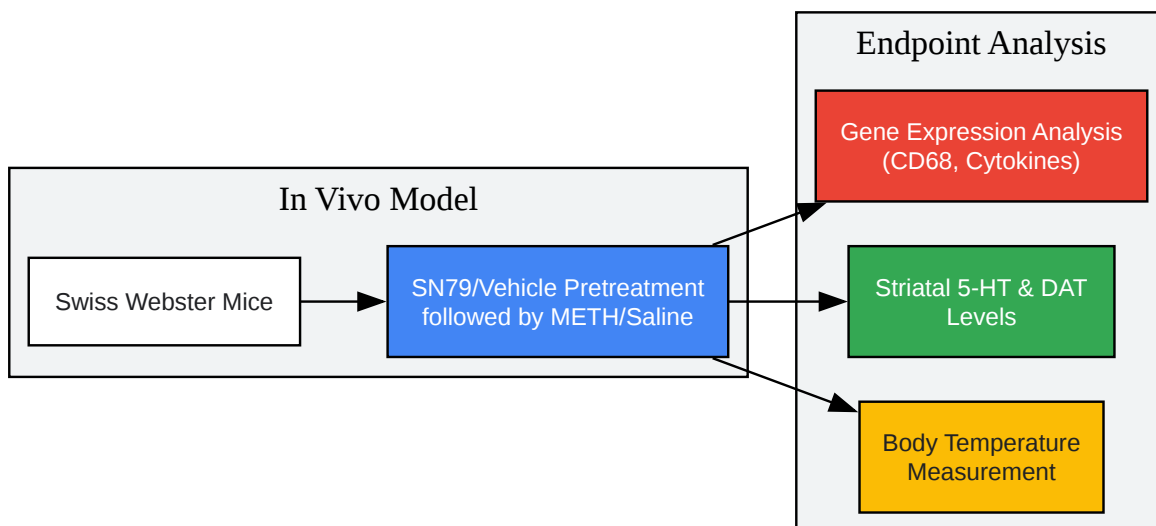 In Vivo Model
Swiss Webster Mice
SN79/Vehicle Pretreatment
followed by METH/Saline
Endpoint Analysis
Gene Expression Analysis
(CD68, Cytokines)
Striatal 5-HT & DAT
Levels
Body Temperature
Measurement